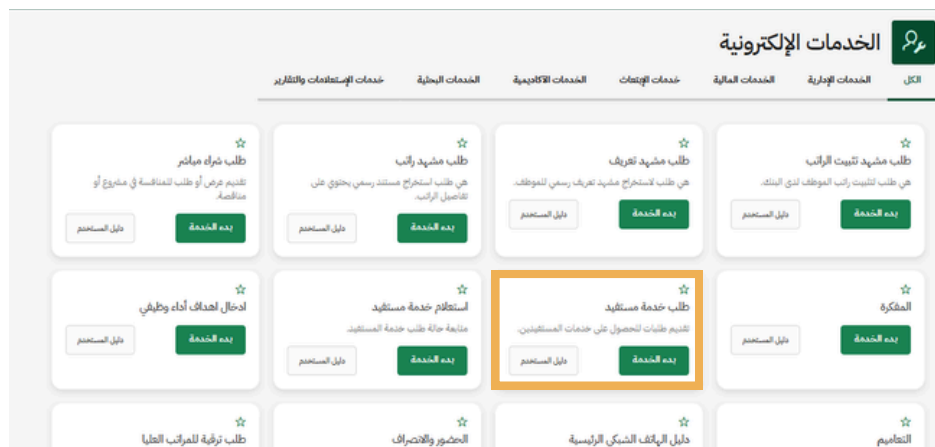 الخدمات الإلكترونية
الكل
الخدمات الإدارية
الخدمات المالية
خدمات الإبتعاث
الخدمات الأكاديمية
الخدمات البحثية
خدمات الإستعلامات والتقارير
طلب مشهد تثبيت الراتب
هي طلب لتثبيت راتب الموظف لدى البنك.
بدء الخدمة
دليل المستخدم
طلب مشهد تعريف
هي طلب لاستخراج مشهد تعريف رسمي للموظف.
بدء الخدمة
دليل المستخدم
طلب مشهد راتب
هي طلب استخراج مستند رسمي يحتوي على
تفاصيل الراتب.
بدء الخدمة
دليل المستخدم
طلب شراء مباشر
تقديم عرض أو طلب للمنافسة في مشروع أو
مناقصة.
بدء الخدمة
دليل المستخدم
المفكرة
بدء الخدمة
دليل المستخدم
طلب خدمة مستفيد
تقديم طلبات للحصول على خدمات المستفيدين.
بدء الخدمة
دليل المستخدم
استعلام خدمة مستفيد
متابعة حالة طلب خدمة المستفيد.
بدء الخدمة
دليل المستخدم
ادخال اهداف أداء وظيفي
بدء الخدمة
دليل المستخدم
التعاميم
دليل الهاتف الشبكي الرئيسية
الحضور والانصراف
طلب ترقية للمراتب العليا